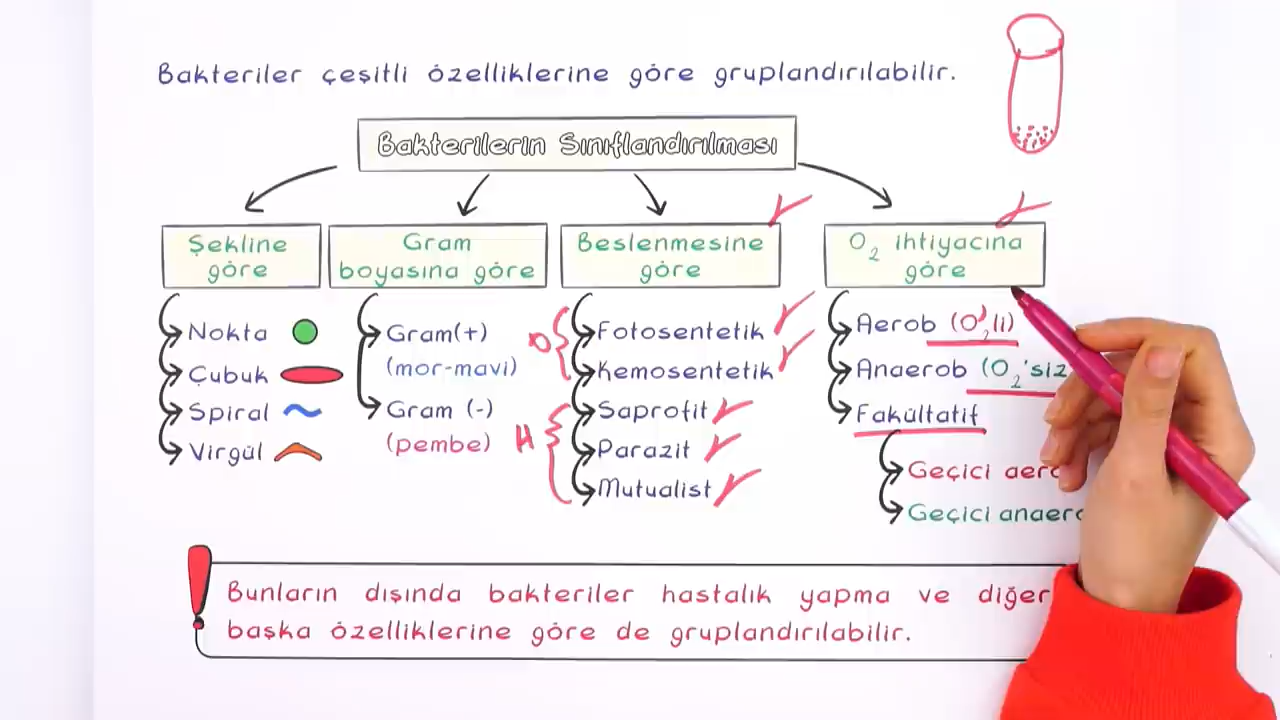 Bakteriler çeşitli özelliklerine göre gruplandırılabilir.
Bakterilerin Sınıflandırılması
Şekline
göre
Nokta
Çubuk
Spiral
Virgül
Gram
boyasına göre
Gram(+)
(mor-mavi)
Gram (-)
(pembe)
Beslenmesine
göre
O
Fotosentetik
Kemosentetik
H
Saprofit
Parazit
Mutualist
O₂ ihtiyacına
göre
Aerob (O₂'li)
Anaerob (O₂'siz
Fakültatif
Geçici
Geçici
Bunların dışında bakteriler hastalık yapma ve diğer
başka özelliklerine göre de gruplandırılabilir.